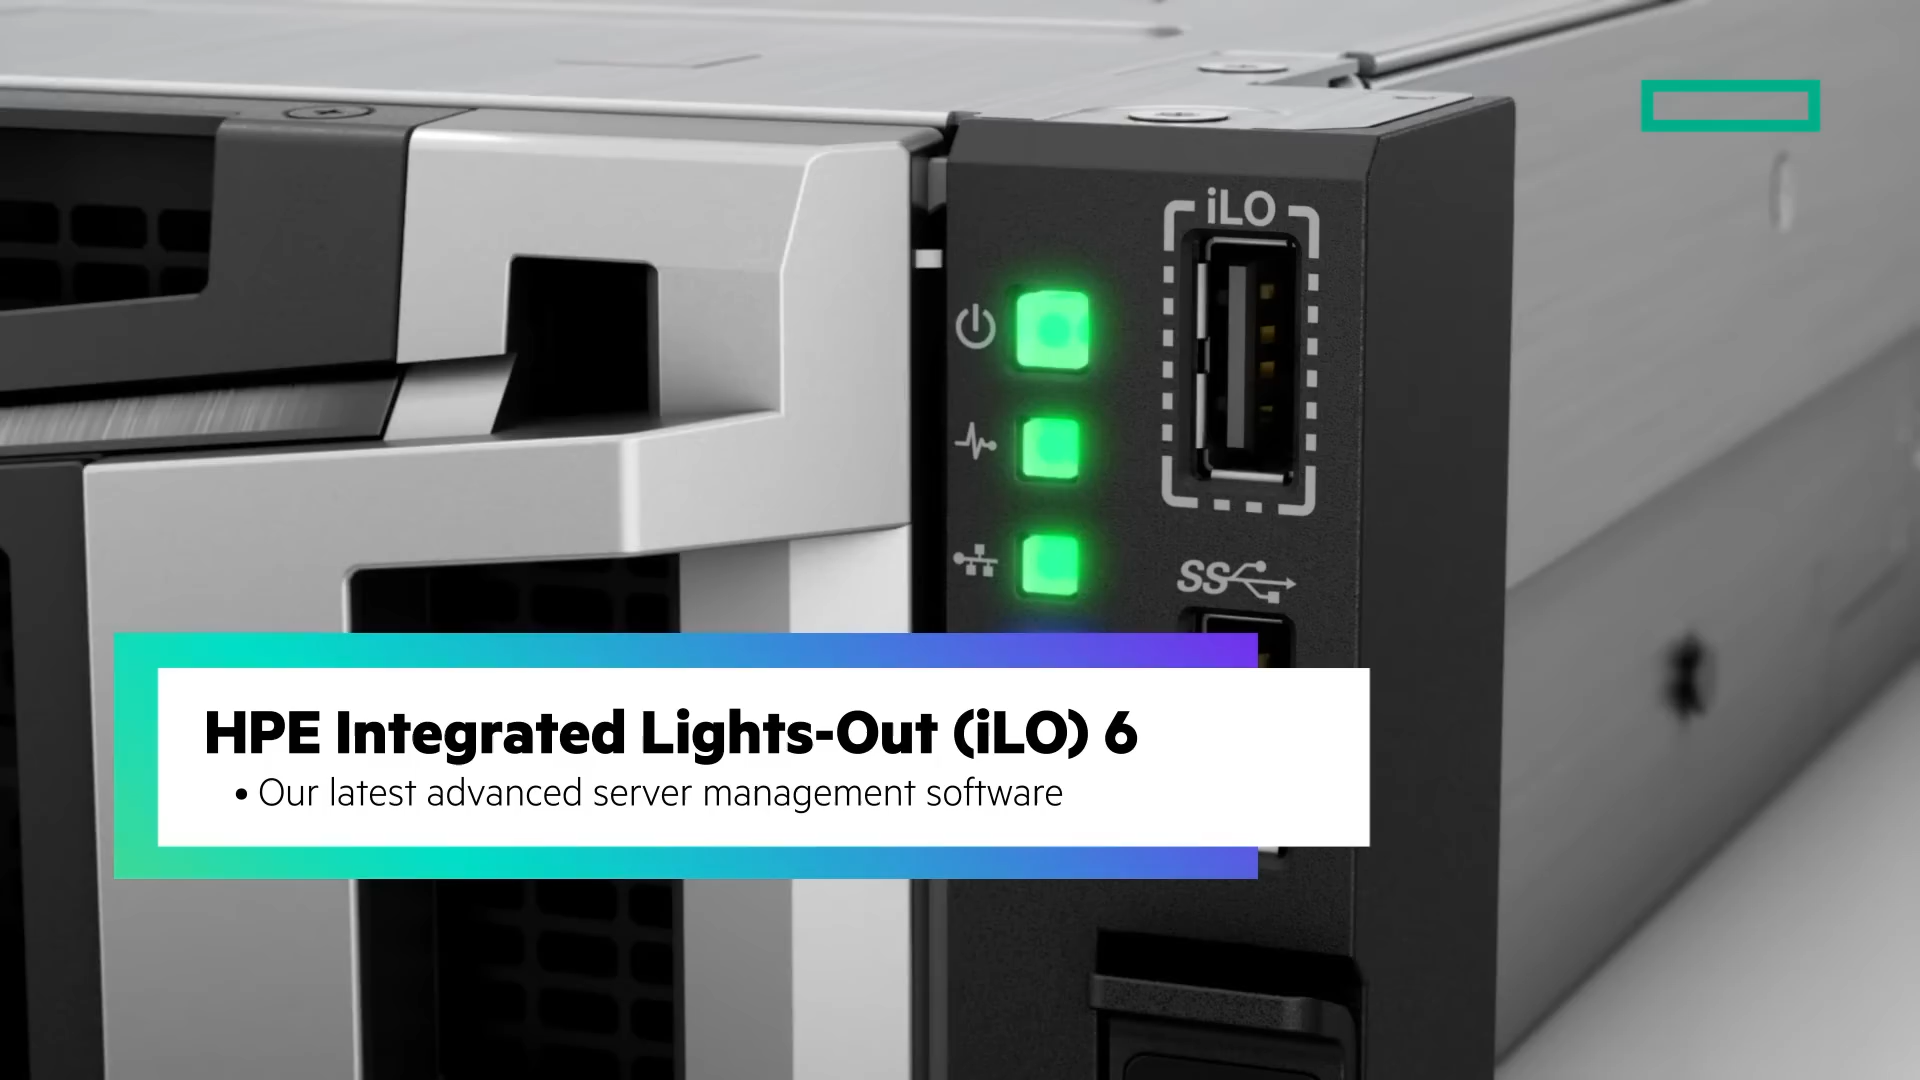 iLO
SS
HPE Integrated Lights-Out (iLO) 6
• Our latest advanced server management software